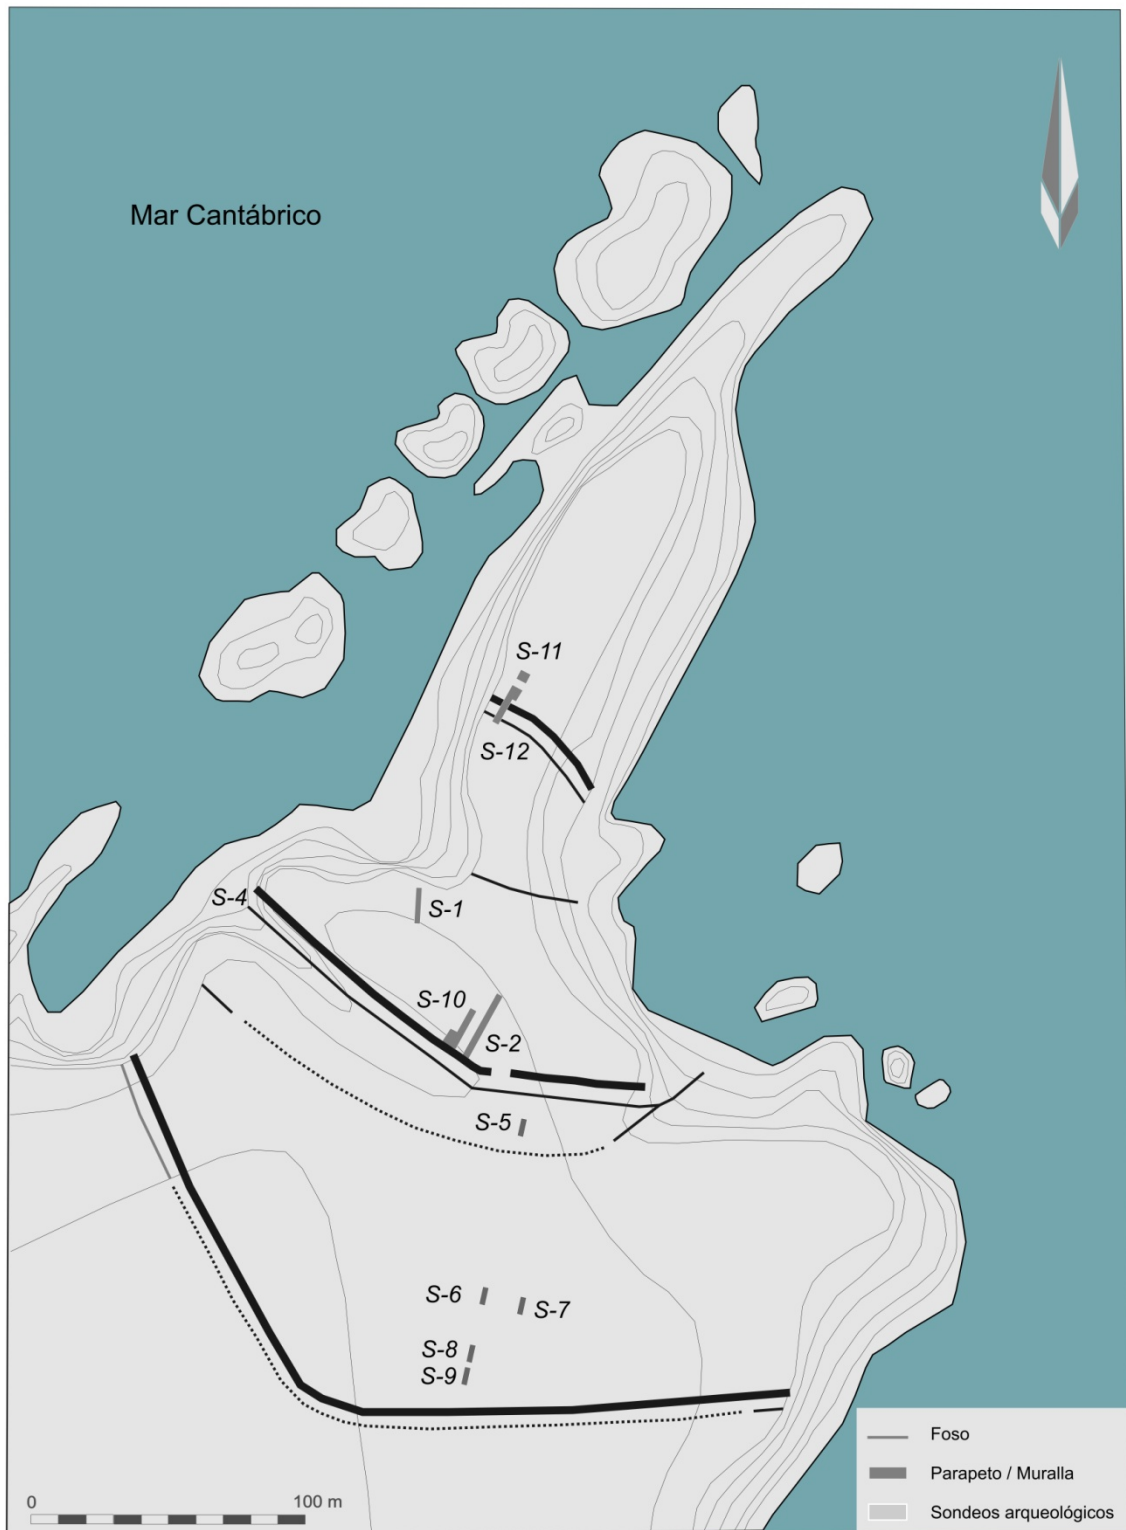 Mar Cantábrico
S-11
S-12
S-4
S-1
S-10
S-2
S-5
S-6
S-7
S-8
S-9
Foso
Parapeto / Muralla
Sondeos arqueológicos
0 100 m